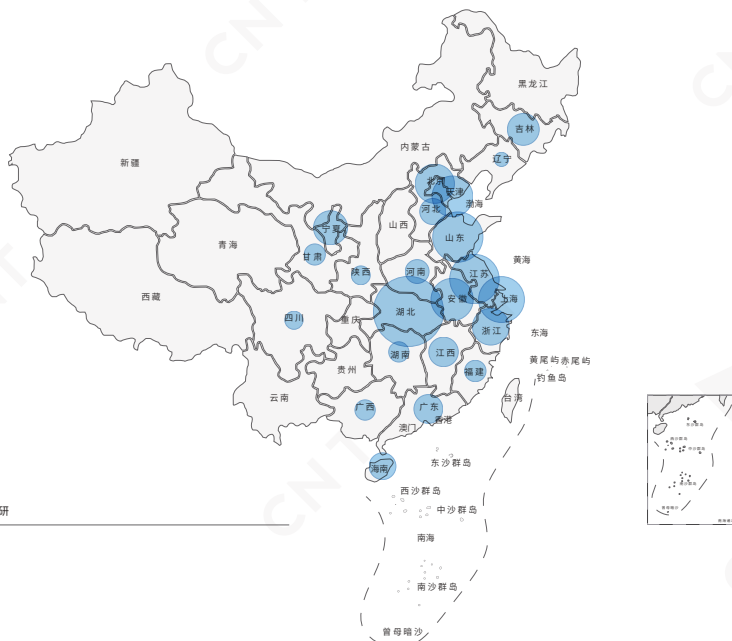 CN
CN
黑龙江
吉林
内蒙古
辽宁
新疆
北京
天津
渤海
河北
宁夏
山西
山东
青海
甘肃
黄海
陕西
河南
江苏
西藏
安徽
上海
湖北
四川
重庆
浙江
东海
湖南
江西
黄尾屿 赤尾屿
贵州
福建
钓鱼岛
云南
台湾
广西
广东
香港
澳门
东沙群岛
海南
西沙群岛
中沙群岛
研
南海
南沙群岛
曾母暗沙
CN